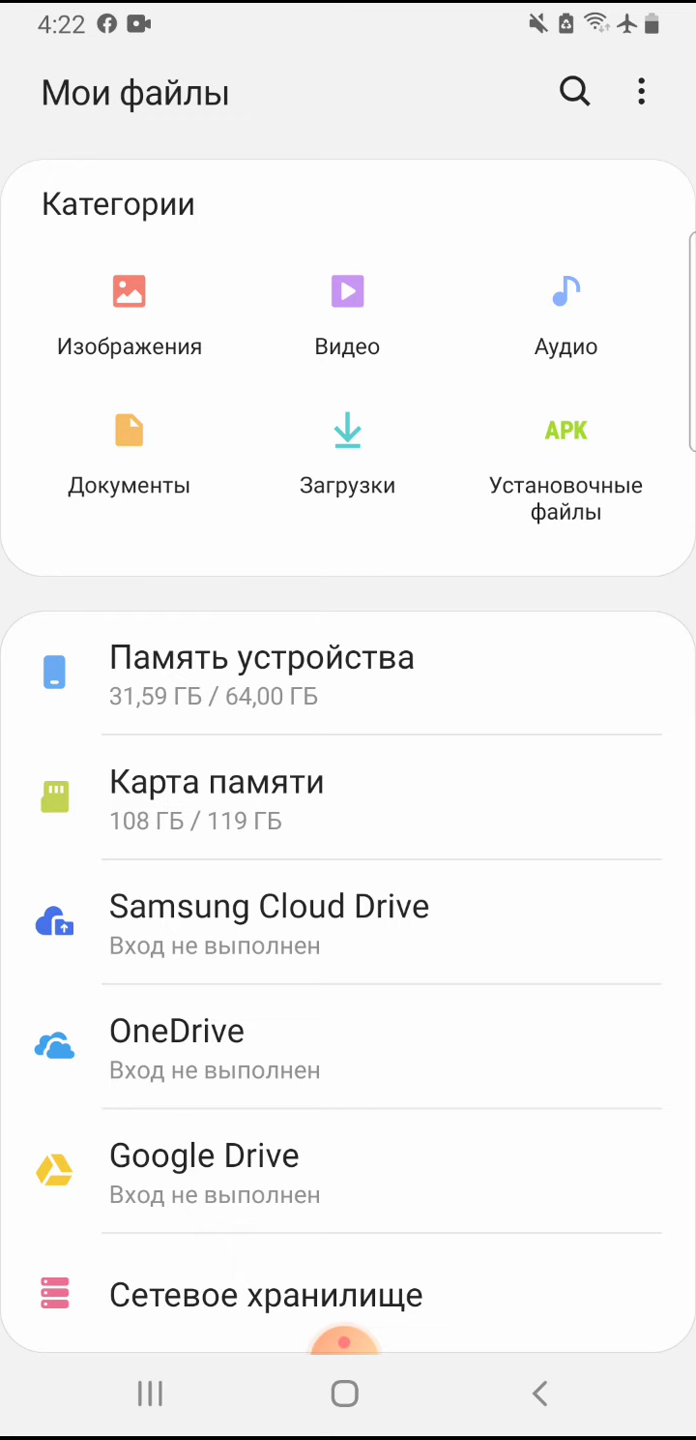 4:22
Мои файлы
Категории
Изображения
Видео
Аудио
Документы
Загрузки
APK
Установочные
файлы
Память устройства
31,59 ГБ / 64,00 ГБ
Карта памяти
108 ГБ / 119 ГБ
Samsung Cloud Drive
Вход не выполнен
OneDrive
Вход не выполнен
Google Drive
Вход не выполнен
Сетевое хранилище